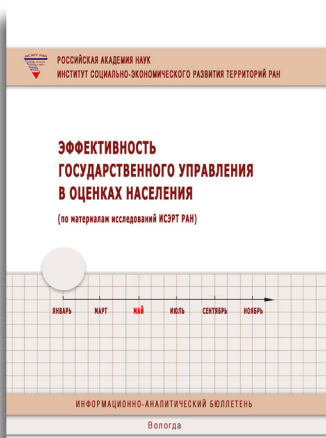 РОССИЙСКАЯ АКАДЕМИЯ НАУК
ИНСТИТУТ СОЦИАЛЬНО-ЭКОНОМИЧЕСКОГО РАЗВИТИЯ ТЕРРИТОРИЙ РАН
ЭФФЕКТИВНОСТЬ
ГОСУДАРСТВЕННОГО УПРАВЛЕНИЯ
В ОЦЕНКАХ НАСЕЛЕНИЯ
(по материалам исследований ИСЭРТ РАН)
ЯНВАРЬ МАРТ МАЙ ИЮЛЬ СЕНТЯБРЬ НОЯБРЬ
ИНФОРМАЦИОННО-АНАЛИТИЧЕСКИЙ БЮЛЛЕТЕНЬ
Вологда